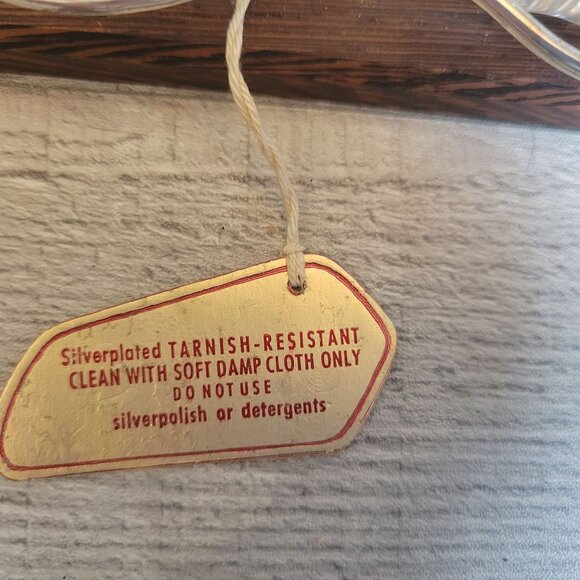 Silverplated TARNISH-RESISTANT
CLEAN WITH SOFT DAMP CLOTH ONLY
DO NOT USE
silverpolish or detergents